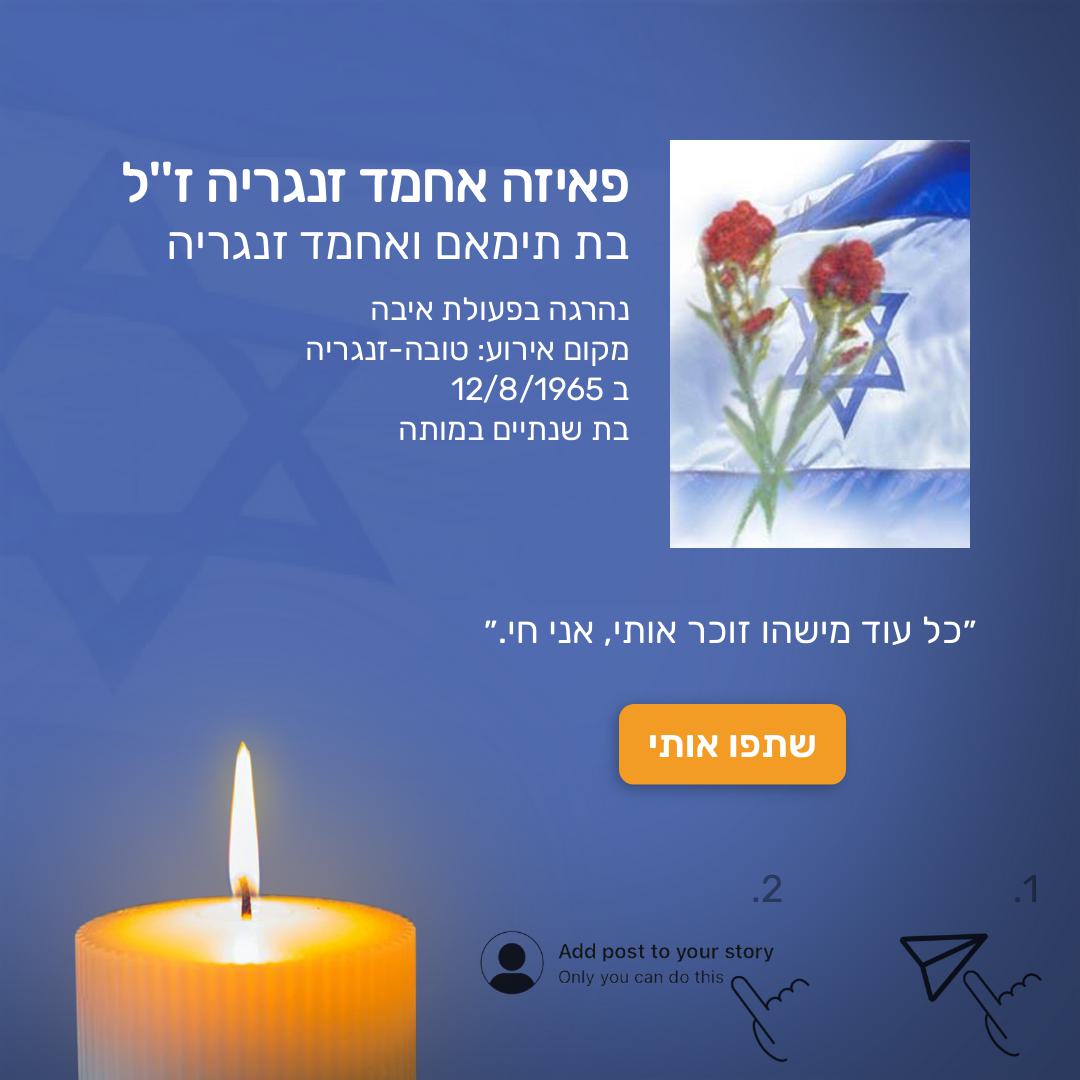 פאיזה אחמד זנגריה ז"ל
בת תימאם ואחמד זנגריה
נהרגה בפעולת איבה
מקום אירוע: טובה-זנגריה
ב 12/8/1965
בת שנתיים במותה
״כל עוד מישהו זוכר אותי, אני חי.״
שתפו אותי
.1
.2
Add post to your story
Only you can do this